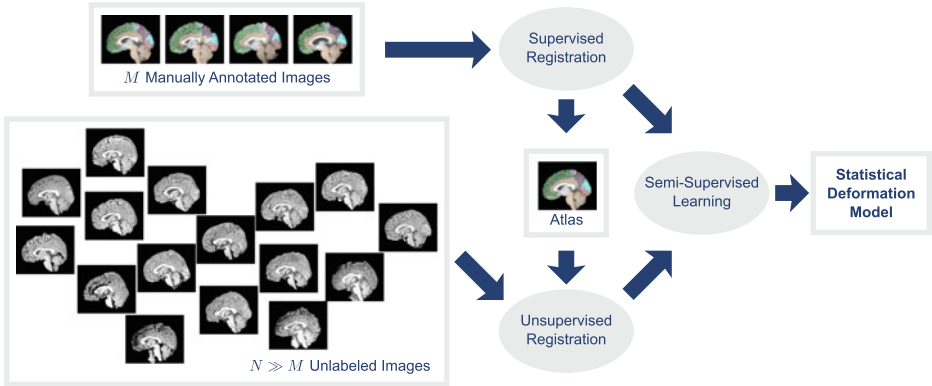 M Manually Annotated Images
Supervised
Registration
Atlas
Semi-Supervised
Learning
Statistical
Deformation
Model
Unsupervised
Registration
N ≫ M Unlabeled Images